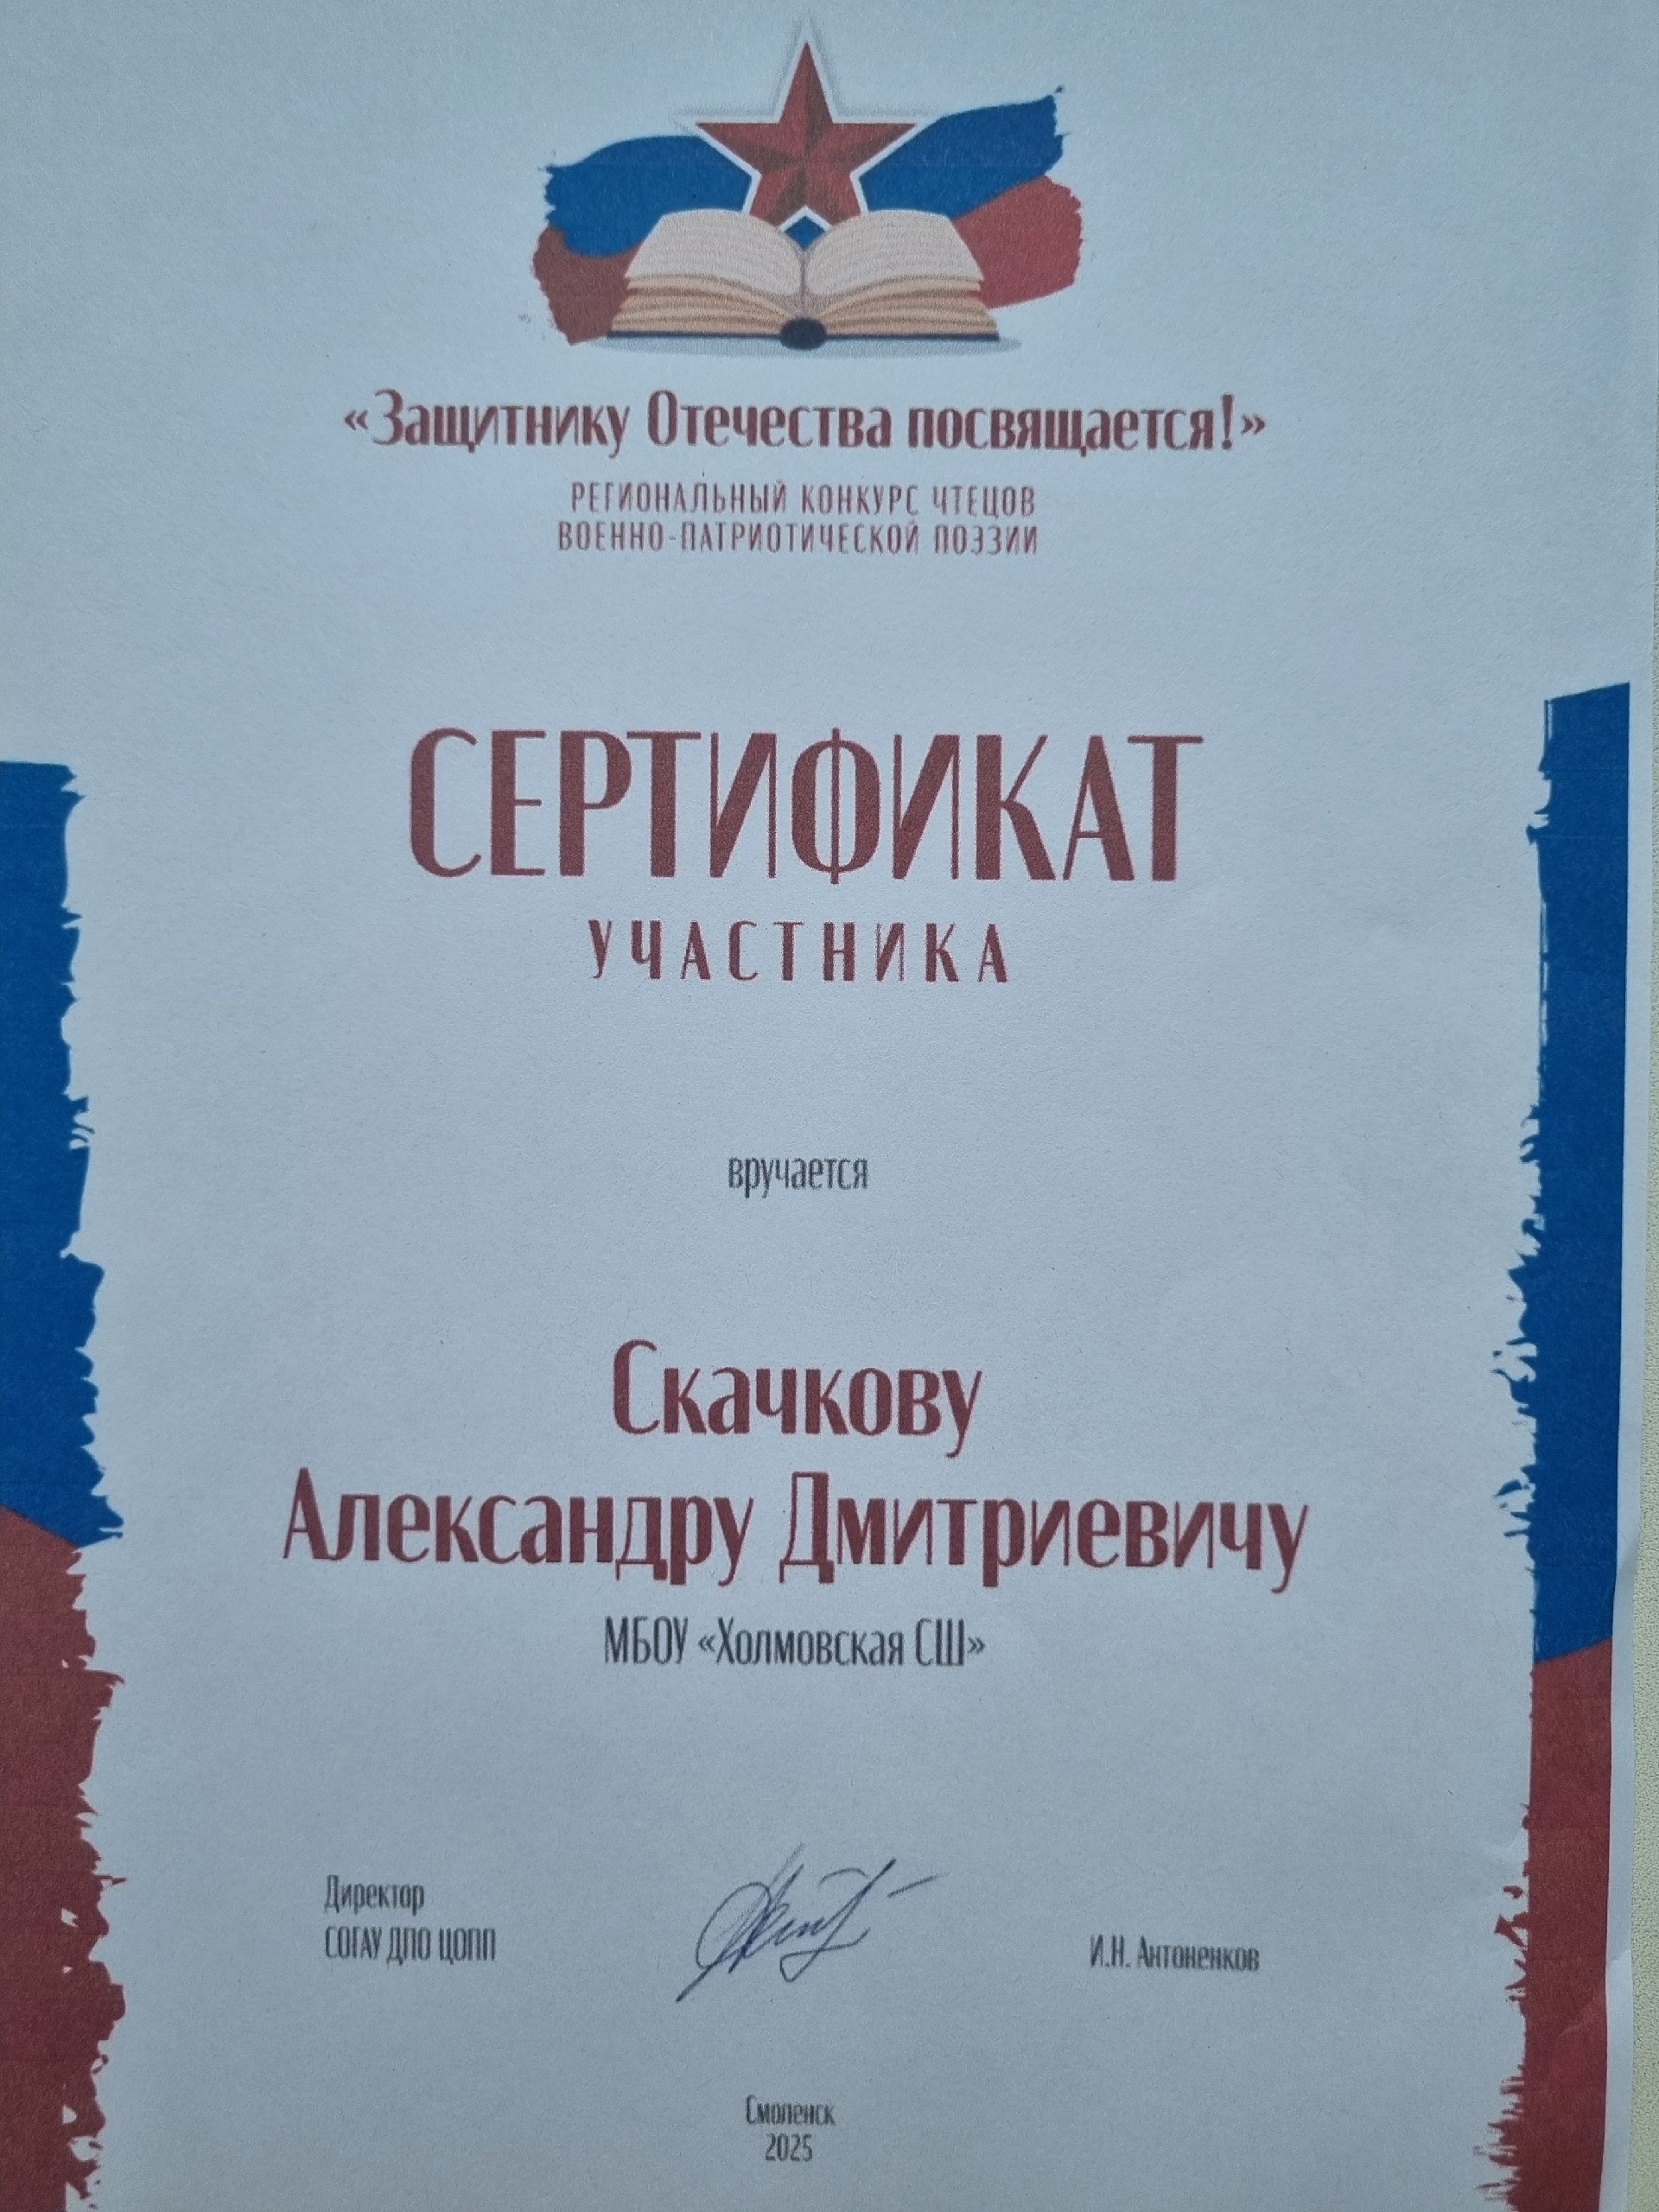 «Защитнику Отечества посвящается!»
РЕГИОНАЛЬНЫЙ КОНКУРС ЧТЕЦОВ
ВОЕННО-ПАТРИОТИЧЕСКОЙ ПОЭЗИИ
СЕРТИФИКАТ
УЧАСТНИКА
вручается
Скачкову
Александру Дмитриевичу
МБОУ «Холмовская СШ»
Директор
СОГАУ ДПО ЦОПП
И.Н. Антоненков
Смоленск
2025